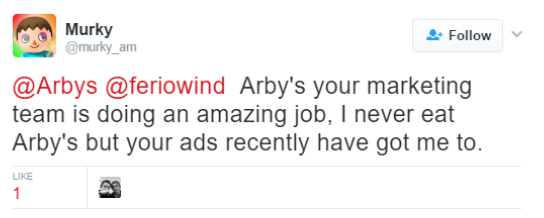 Murky
@murky_am
Follow
@Arbys @feriowind Arby's your marketing
team is doing an amazing job, I never eat
Arby's but your ads recently have got me to.
LIKE
1